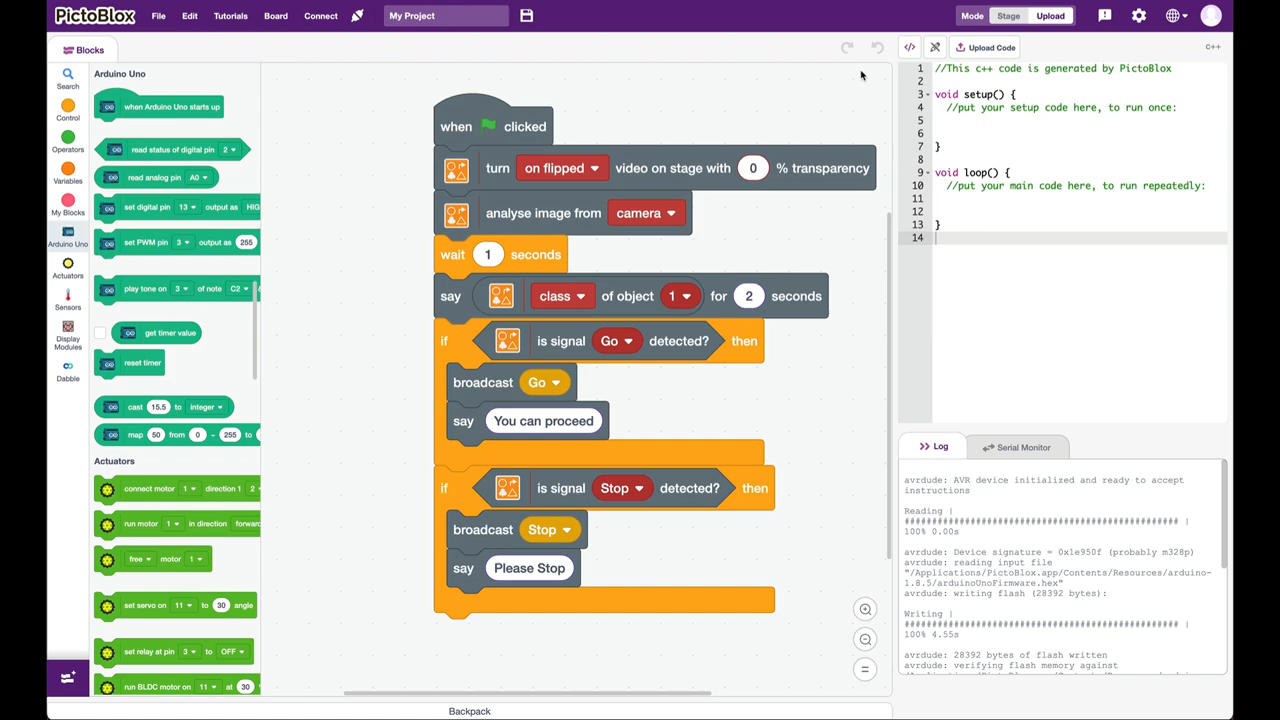 PictoBlox File Edit Tutorials Board Connect My Project Mode Stage Upload
Blocks
Search
Control
Operators
Variables
My Blocks
Arduino Uno
Actuators
Sensors
Display
Modules
Dabble
Arduino Uno
when Arduino Uno starts up
read status of digital pin 2
read analog pin A0
set digital pin 13 output as HIG
set PWM pin 3 output as 255
play tone on 3 of note C2
get timer value
reset timer
cast 15.5 to integer
map 50 from 0 ~ 255 to
Actuators
connect motor 1 direction 1 2
run motor 1 in direction forward
free motor 1
set servo on 11 to 30 angle
set relay at pin 3 to OFF
run BLDC motor on 11 at 30
when clicked
turn on flipped video on stage with 0 % transparency
analyse image from camera
wait 1 seconds
say class of object 1 for 2 seconds
if is signal Go detected? then
broadcast Go
say You can proceed
if is signal Stop detected? then
broadcast Stop
say Please Stop
Backpack
Upload Code C++
1 //This c++ code is generated by PictoBlox
2
3 void setup() {
4 //put your setup code here, to run once:
5
6
7 }
8
9 void loop() {
10 //put your main code here, to run repeatedly:
11
12
13 }
14
Log Serial Monitor
avrdude: AVR device initialized and ready to accept
instructions
Reading |
################################################## |
100% 0.00s
avrdude: Device signature = 0x1e950f (probably m328p)
avrdude: reading input file
"/Applications/PictoBlox.app/Contents/Resources/arduino-
1.8.5/arduinoUnoFirmware.hex"
avrdude: writing flash (28392 bytes):
Writing |
################################################## |
100% 4.55s
avrdude: 28392 bytes of flash written
avrdude: verifying flash memory against